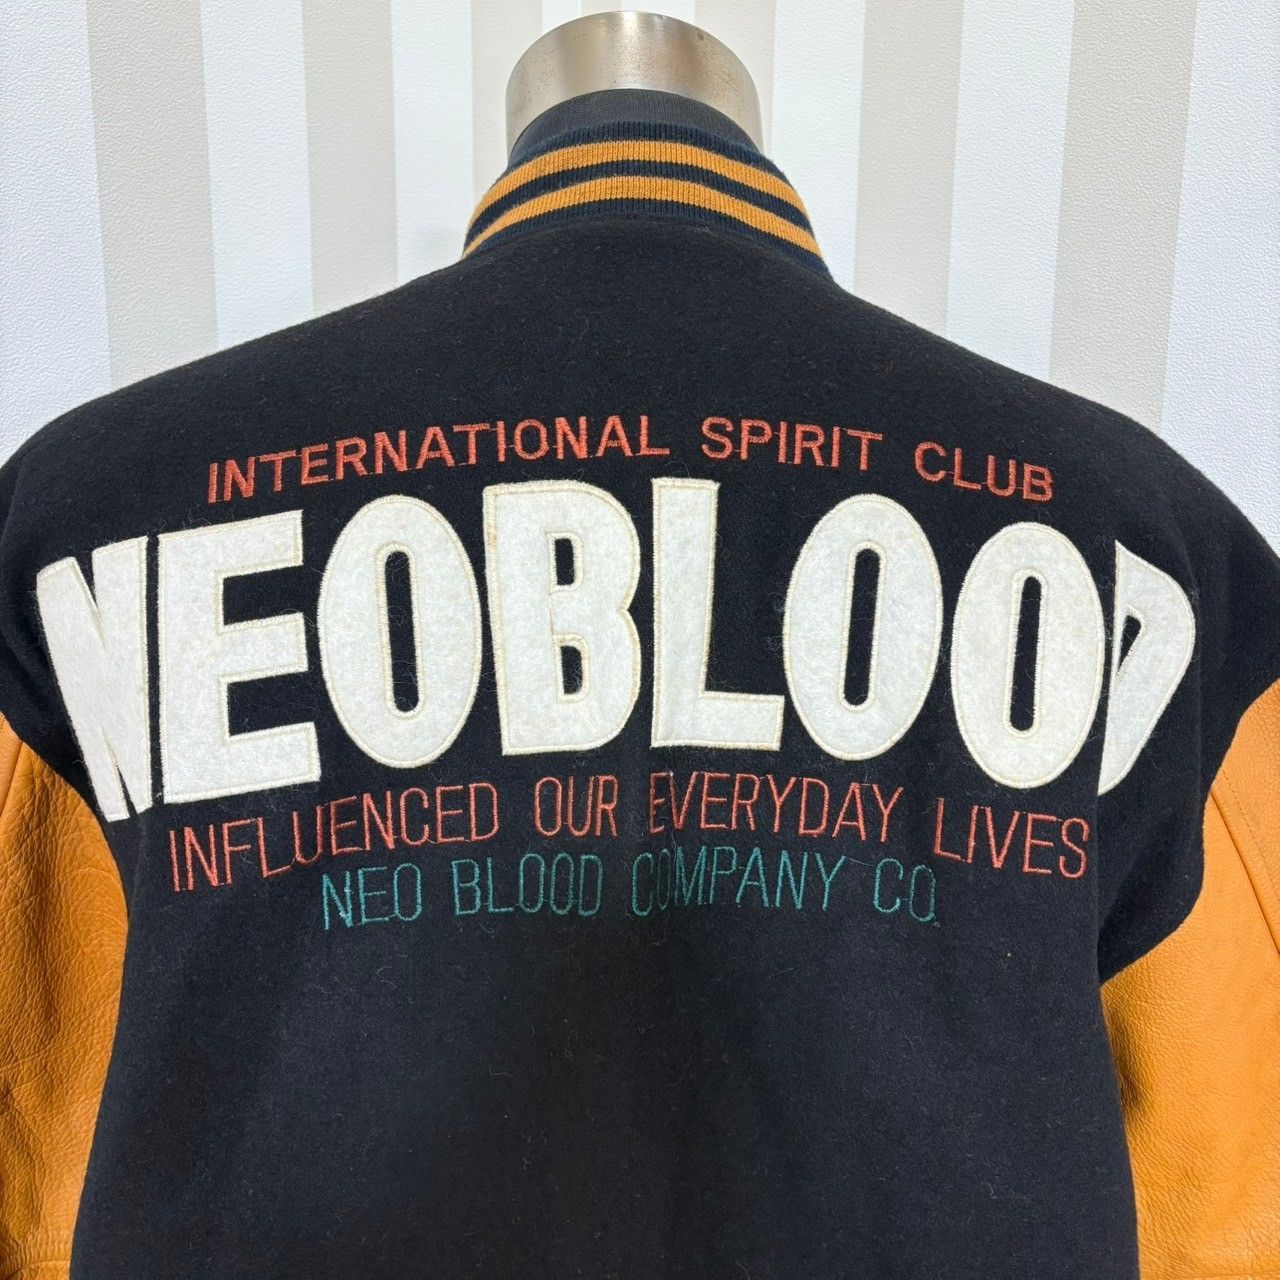 INTERNATIONAL SPIRIT CLUB
NEOBLOOD
INFLUENCED OUR EVERYDAY LIVES
NEO BLOOD COMPANY CO.